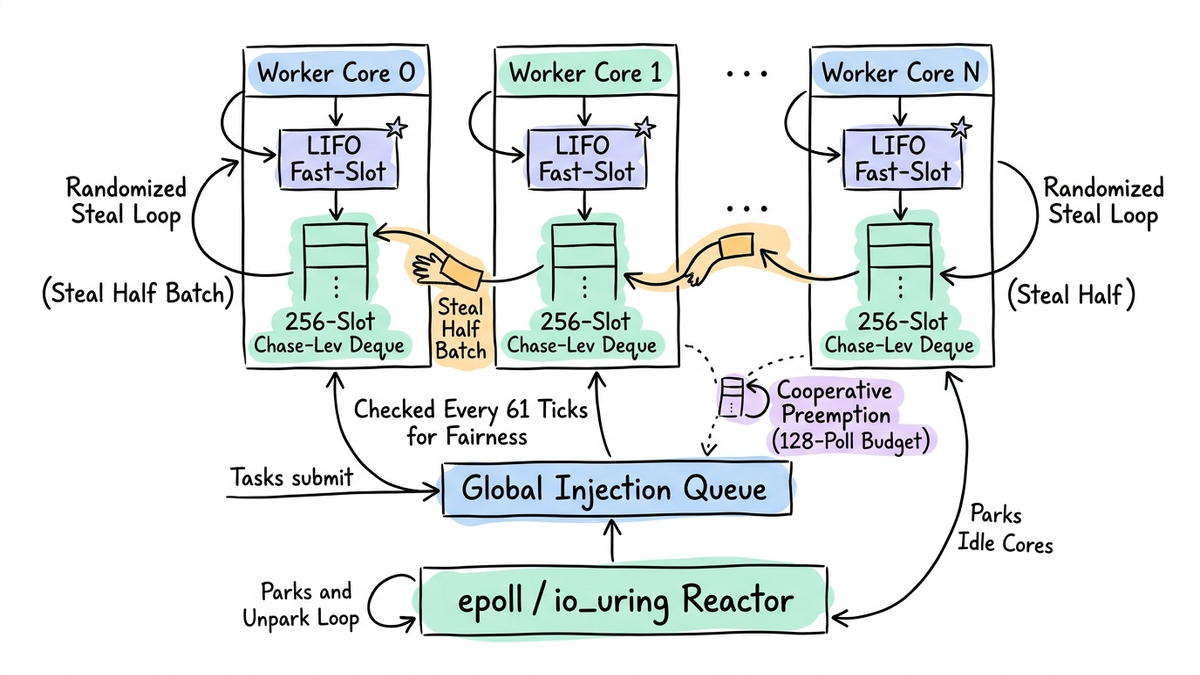 Worker Core 0
Worker Core 1
...
Worker Core N
LIFO
Fast-Slot
LIFO
Fast-Slot
LIFO
Fast-Slot
Randomized
Steal Loop
...
Randomized
Steal Loop
(Steal Half Batch)
Steal
Half
Batch
(Steal Half)
256-Slot
Chase-Lev Deque
256-Slot
Chase-Lev Deque
256-Slot
Chase-Lev Deque
Checked Every 61 Ticks
for Fairness
Cooperative
Preemption
(128-Poll Budget)
Tasks submit
Global Injection Queue
Parks
Idle Cores
Parks and
Unpark Loop
epoll / io_uring Reactor